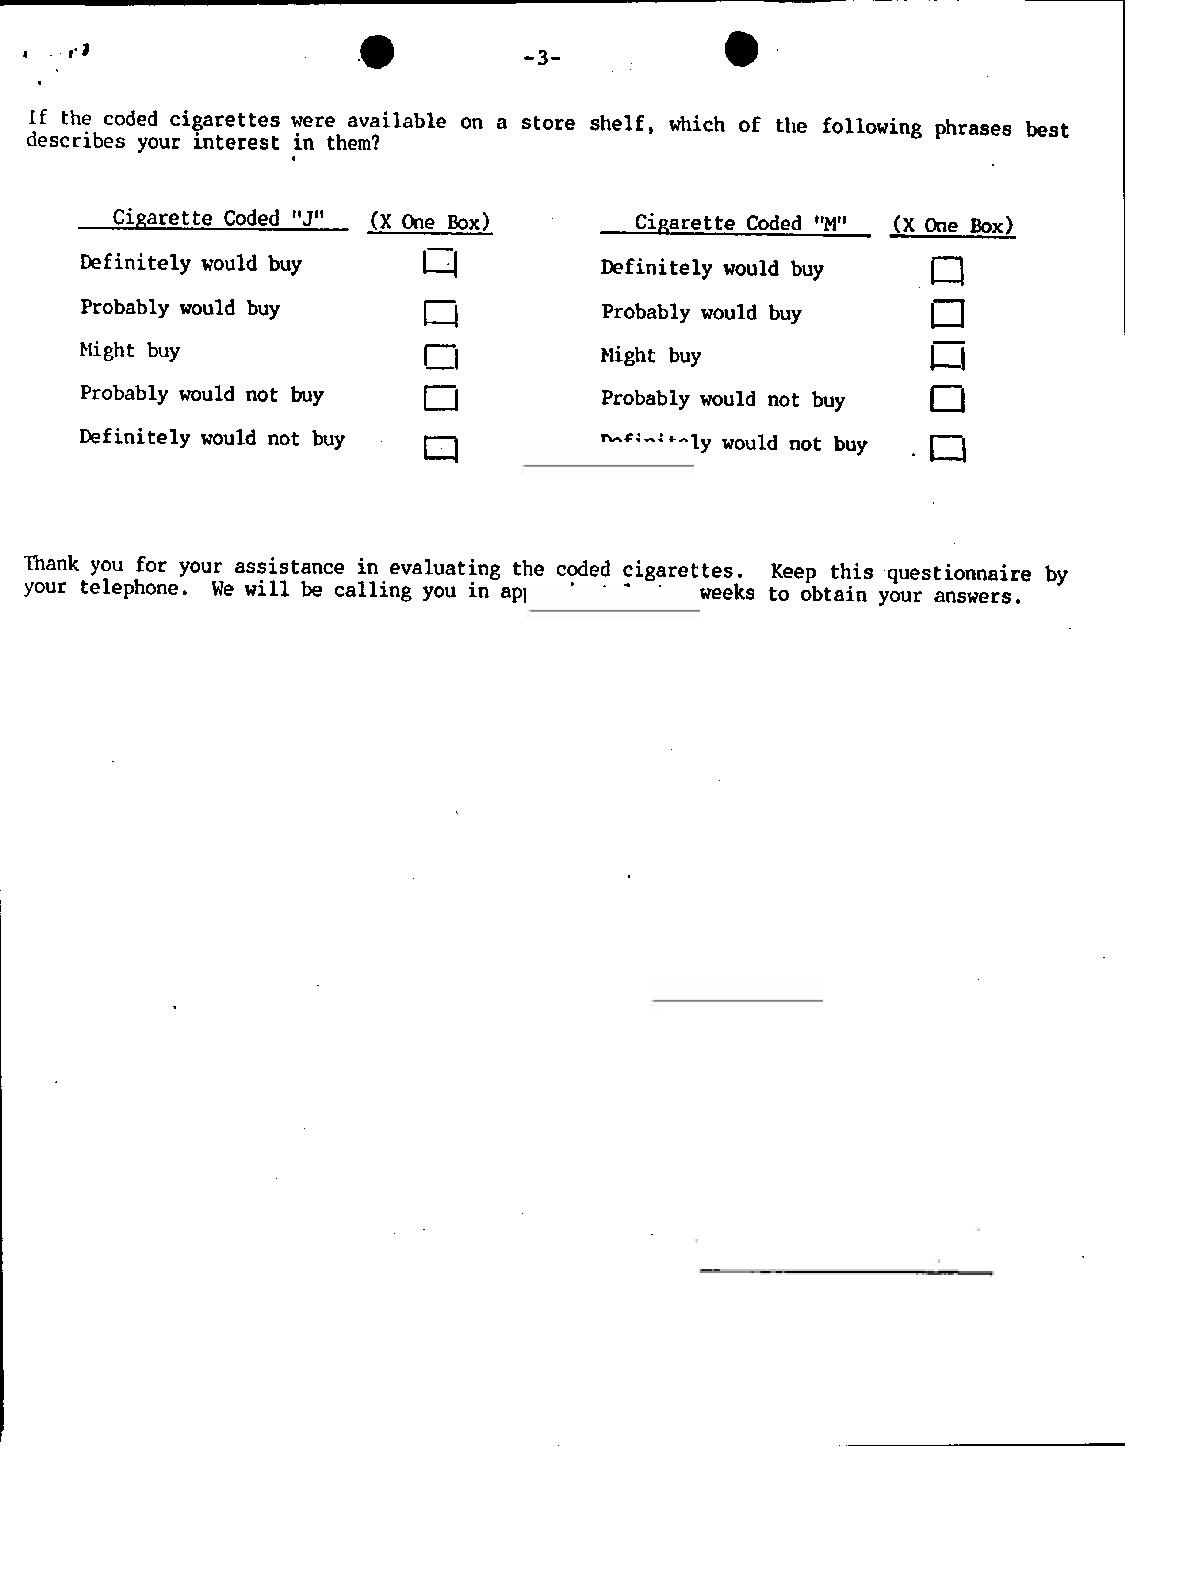 -3-
If the coded cigarettes were available on a store shelf, which of the following phrases best
describes your interest in them?
Cigarette Coded "J" (X One Box) Cigarette Coded "M" (X One Box)
Definitely would buy Definitely would buy
Probably would buy Probably would buy
Might buy Might buy
Probably would not buy Probably would not buy
Definitely would not buy would not buy
Thank you for your assistance in evaluating the coded cigarettes. Keep this questionnaire by
your telephone. We will be calling you in weeks to obtain your answers.